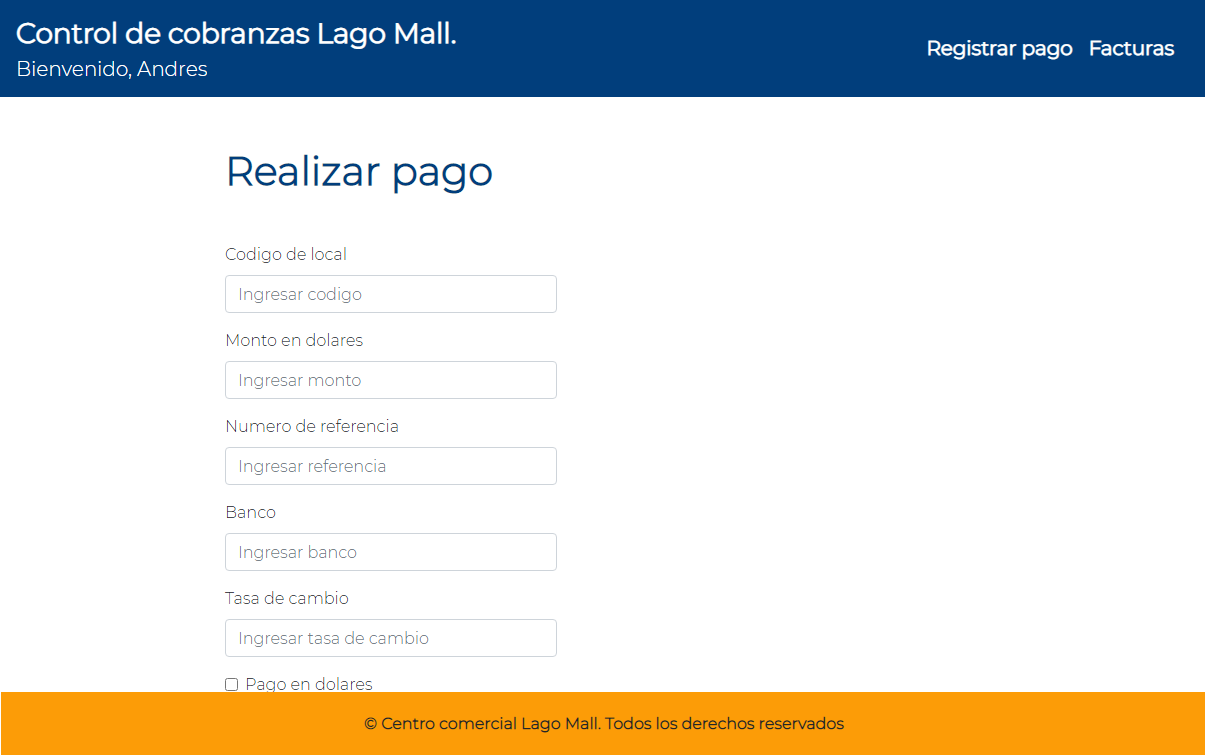 Control de cobranzas Lago Mall.
Bienvenido, Andres
Registrar pago Facturas
Realizar pago
Codigo de local
Ingresar codigo
Monto en dolares
Ingresar monto
Numero de referencia
Ingresar referencia
Banco
Ingresar banco
Tasa de cambio
Ingresar tasa de cambio
Pago en dolares
© Centro comercial Lago Mall. Todos los derechos reservados